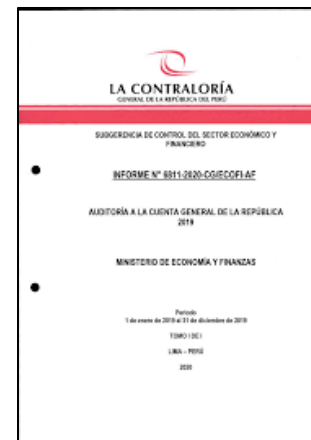 LA CONTRALORÍA
GENERAL DE LA REPÚBLICA DEL PERÚ
SUBGERENCIA DE CONTROL DEL SECTOR ECONÓMICO Y
FINANCIERO
INFORME N° 6811-2020-CG/ECOFI-AF
AUDITORÍA A LA CUENTA GENERAL DE LA REPÚBLICA
2019
MINISTERIO DE ECONOMÍA Y FINANZAS
Periodo
1 de enero de 2019 al 31 de diciembre de 2019
TOMO I DE I
LIMA – PERÚ
2020